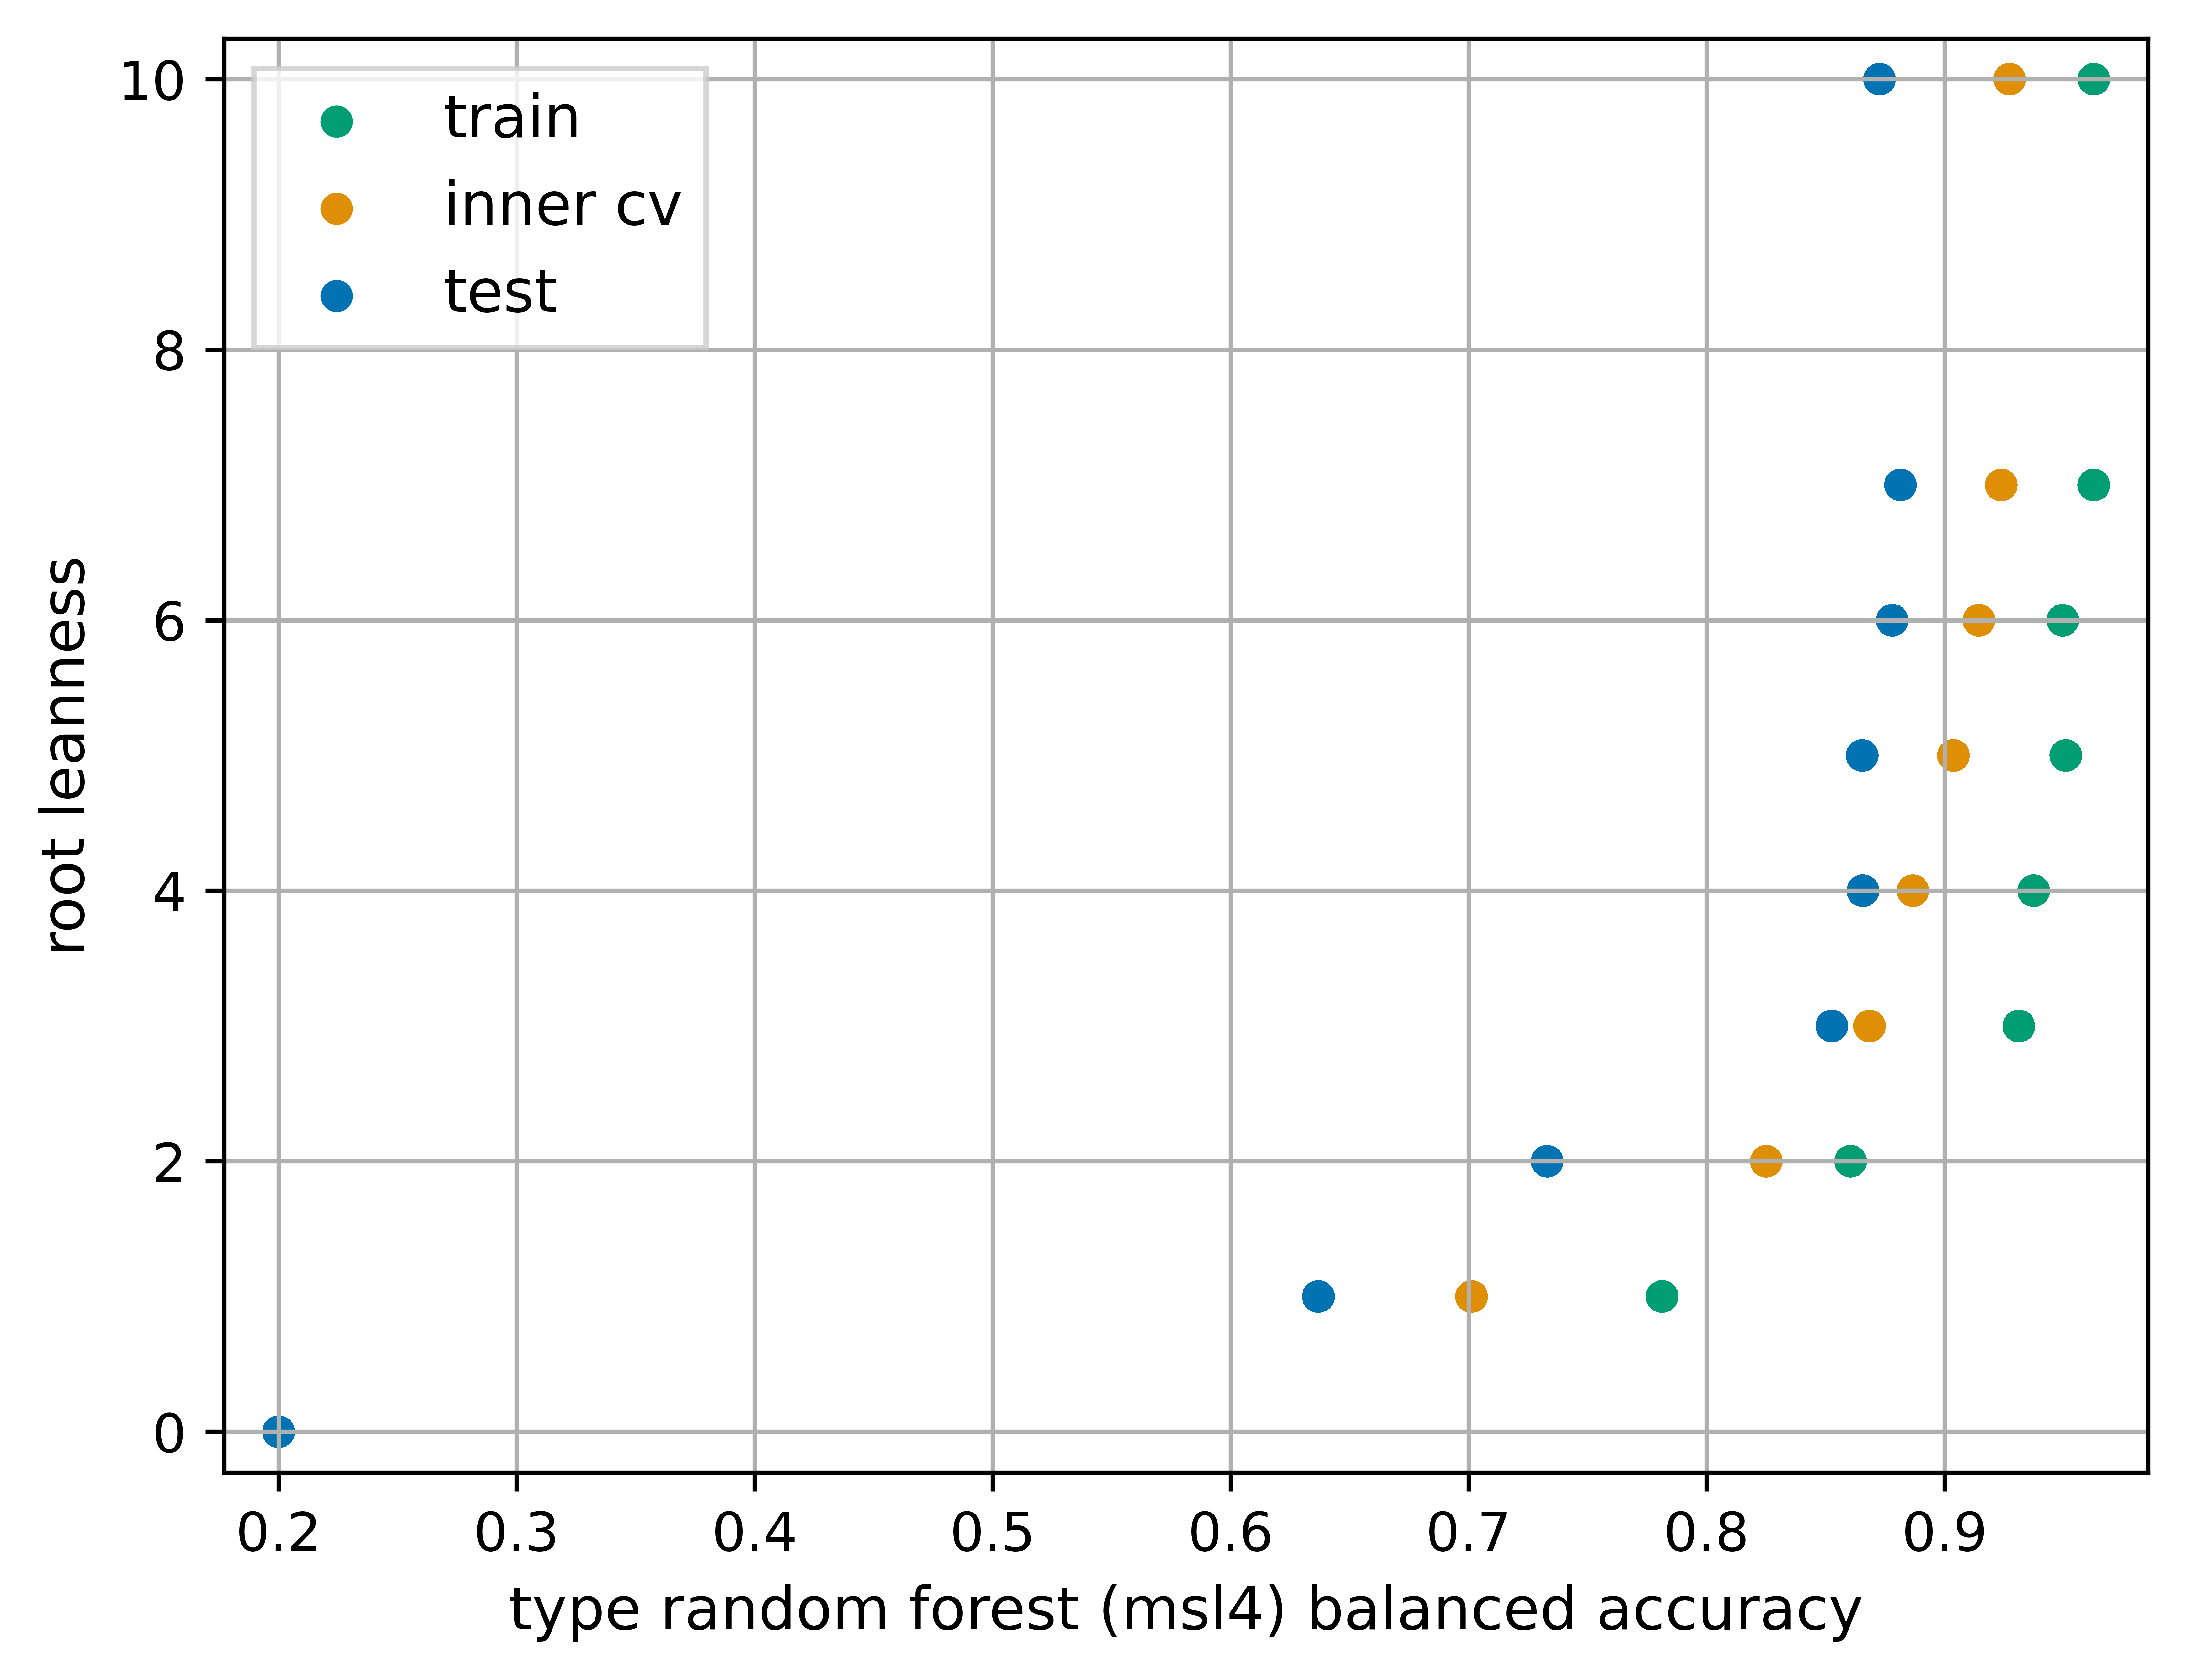 10
8
6
4
2
0
root leanness
train
inner cv
test
0.2 0.3 0.4 0.5 0.6 0.7 0.8 0.9
type random forest (msl4) balanced accuracy